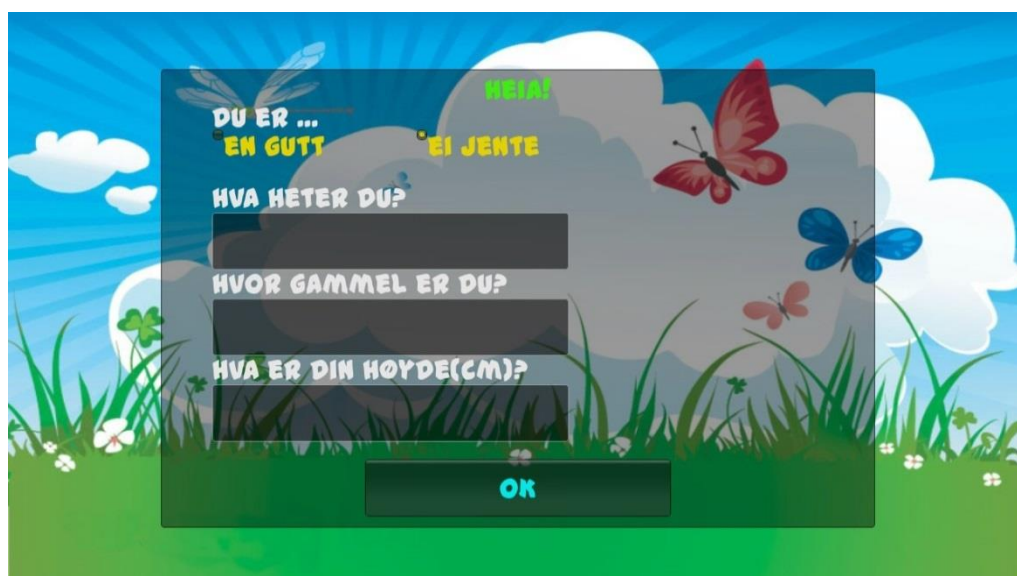 HEIA!
DU ER ...
EN GUTT EI JENTE
HVA HETER DU?
HVOR GAMMEL ER DU?
HVA ER DIN HØYDE(CM)?
OK